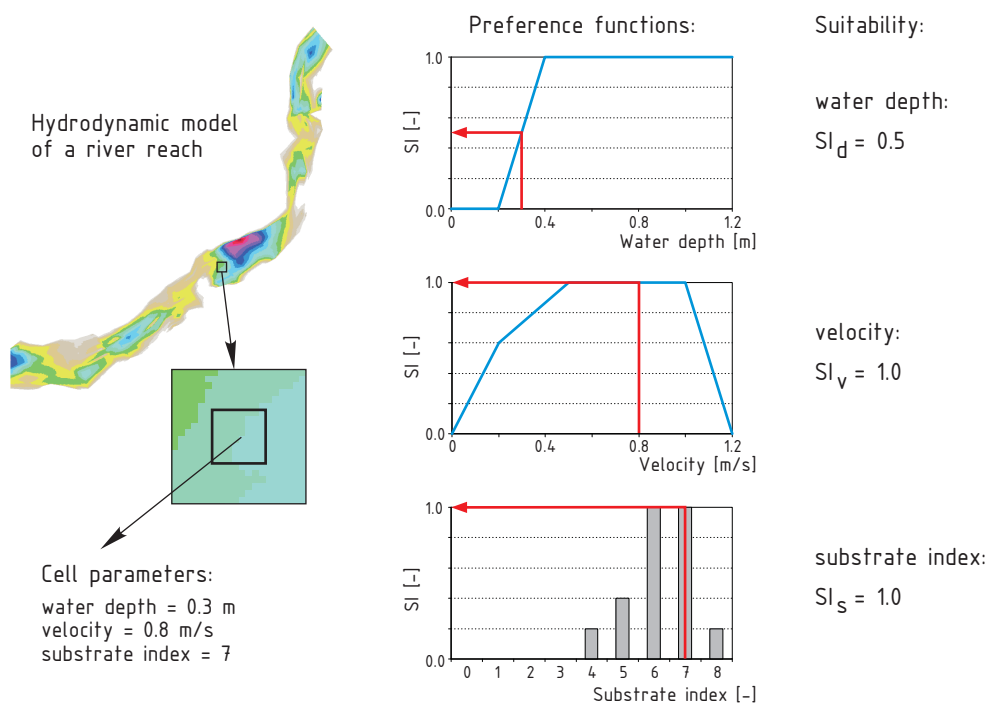 Hydrodynamic model
of a river reach
Cell parameters:
water depth = 0.3 m
velocity = 0.8 m/s
substrate index = 7
Preference functions:
SI [-]
1.0
0.0
0
0.4
0.8
1.2
Water depth [m]
SI [-]
1.0
0.0
0
0.4
0.8
1.2
Velocity [m/s]
SI [-]
1.0
0.0
0 1 2 3 4 5 6 7 8
Substrate index [-]
Suitability:
water depth:
SId = 0.5
velocity:
SIv = 1.0
substrate index:
SIs = 1.0